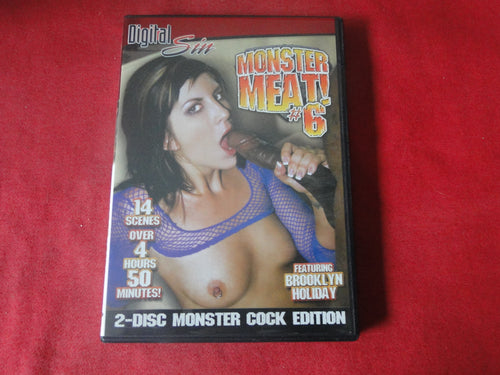 Digital
Sin
MONSTER
MEAT!
#6
14
SCENES
OVER
4
HOURS
50
MINUTES!
FEATURING
BROOKLYN
HOLIDAY
2-DISC MONSTER COCK EDITION